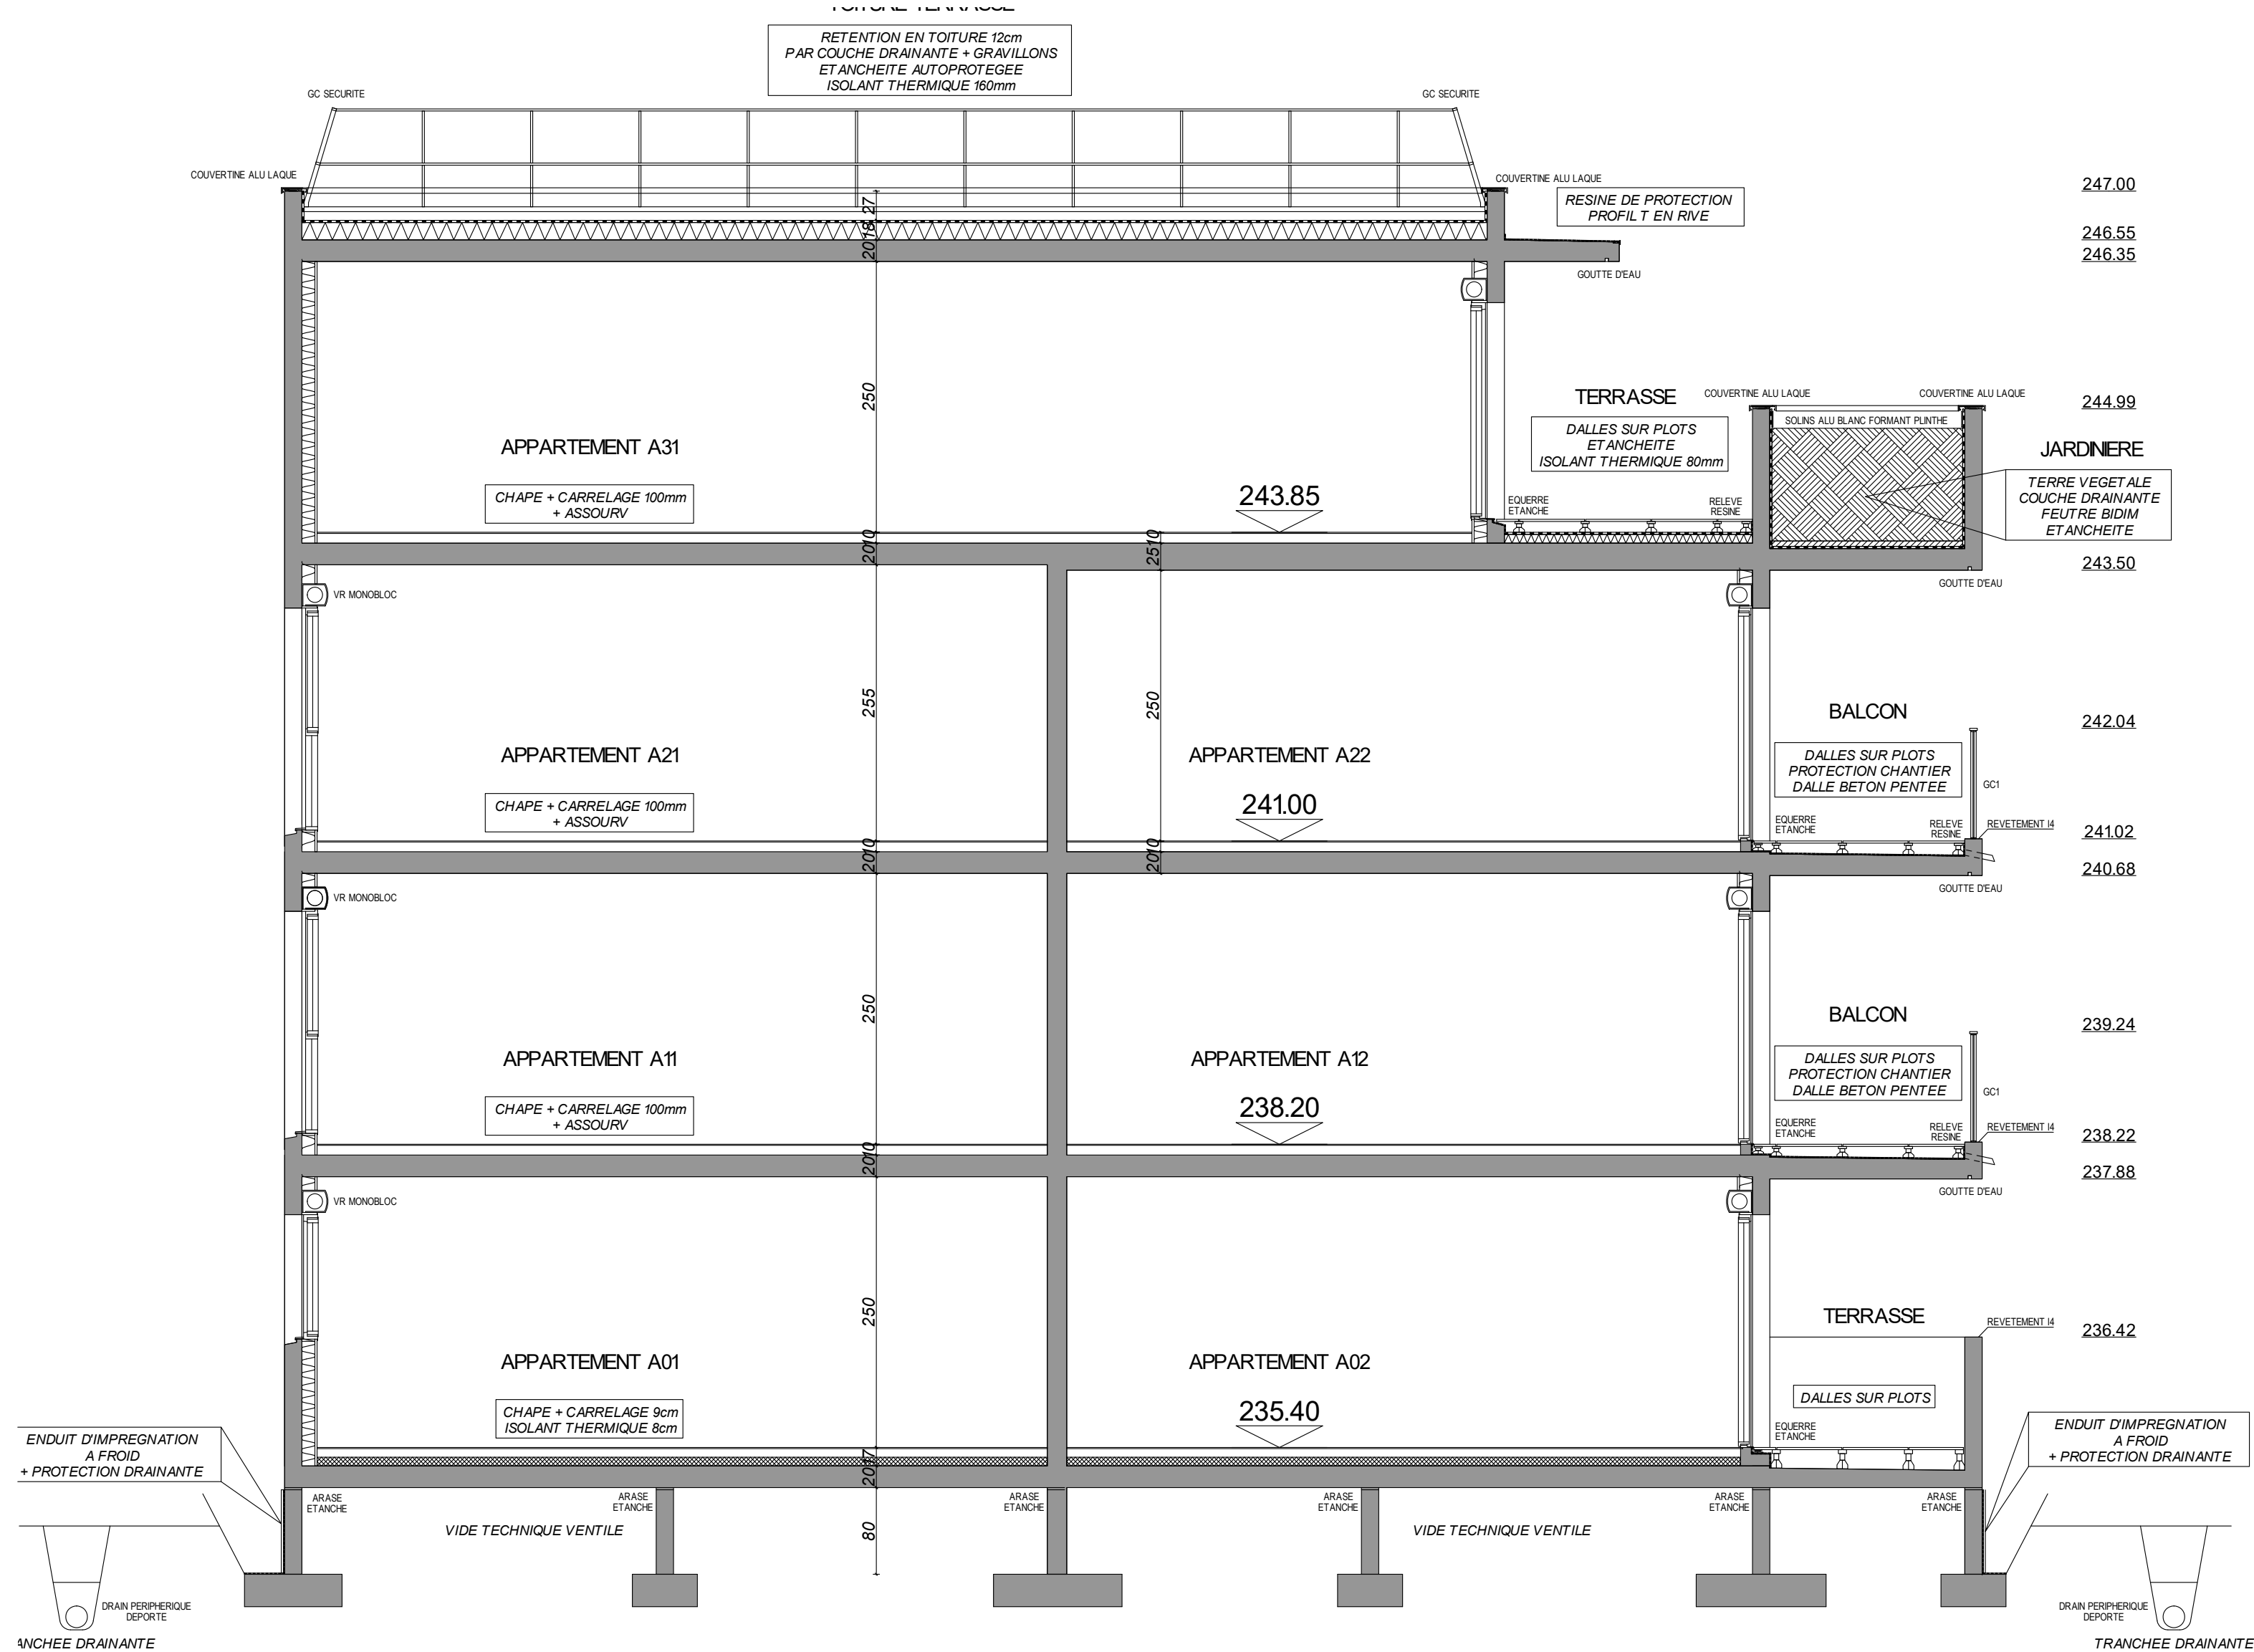 TOITURE TERRASSE
RETENTION EN TOITURE 12cm
PAR COUCHE DRAINANTE + GRAVILLONS
ETANCHEITE AUTOPROTEGEE
ISOLANT THERMIQUE 160mm
GC SECURITE
GC SECURITE
COUVERTINE ALU LAQUE
COUVERTINE ALU LAQUE
RESINE DE PROTECTION
PROFIL T EN RIVE
247.00
27
18
20
246.55
246.35
GOUTTE D'EAU
250
TERRASSE
COUVERTINE ALU LAQUE
COUVERTINE ALU LAQUE
244.99
DALLES SUR PLOTS
ETANCHEITE
ISOLANT THERMIQUE 80mm
SOLINS ALU BLANC FORMANT PLINTHE
JARDINIERE
TERRE VEGETALE
COUCHE DRAINANTE
FEUTRE BIDIM
ETANCHEITE
APPARTEMENT A31
CHAPE + CARRELAGE 100mm
+ ASSOURV
243.85
EQUERRE
ETANCHE
RELEVE
RESINE
2010
2510
243.50
GOUTTE D'EAU
VR MONOBLOC
255
250
BALCON
242.04
APPARTEMENT A21
APPARTEMENT A22
DALLES SUR PLOTS
PROTECTION CHANTIER
DALLE BETON PENTEE
GC1
CHAPE + CARRELAGE 100mm
+ ASSOURV
241.00
EQUERRE
ETANCHE
RELEVE
RESINE
REVETEMENT I4
241.02
2010
2010
240.68
GOUTTE D'EAU
VR MONOBLOC
250
BALCON
239.24
APPARTEMENT A11
APPARTEMENT A12
DALLES SUR PLOTS
PROTECTION CHANTIER
DALLE BETON PENTEE
GC1
CHAPE + CARRELAGE 100mm
+ ASSOURV
238.20
EQUERRE
ETANCHE
RELEVE
RESINE
REVETEMENT I4
238.22
2010
237.88
GOUTTE D'EAU
VR MONOBLOC
250
TERRASSE
REVETEMENT I4
236.42
APPARTEMENT A01
APPARTEMENT A02
DALLES SUR PLOTS
CHAPE + CARRELAGE 9cm
ISOLANT THERMIQUE 8cm
235.40
EQUERRE
ETANCHE
ENDUIT D'IMPREGNATION
A FROID
+ PROTECTION DRAINANTE
ENDUIT D'IMPREGNATION
A FROID
+ PROTECTION DRAINANTE
2017
ARASE
ETANCHE
ARASE
ETANCHE
ARASE
ETANCHE
ARASE
ETANCHE
ARASE
ETANCHE
ARASE
ETANCHE
VIDE TECHNIQUE VENTILE
80
VIDE TECHNIQUE VENTILE
DRAIN PERIPHERIQUE
DEPORTE
DRAIN PERIPHERIQUE
DEPORTE
ANCHEE DRAINANTE
TRANCHEE DRAINANTE